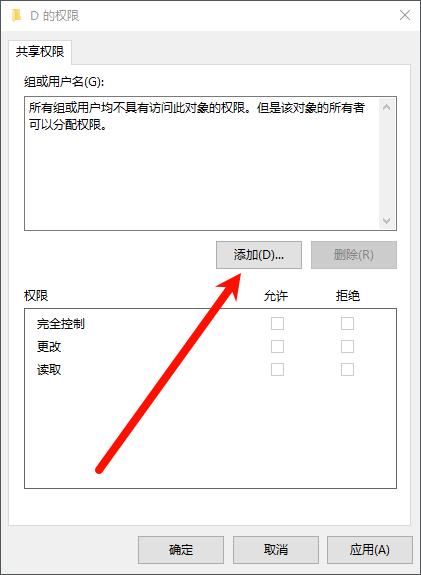 D 的权限
共享权限
组或用户名(G):
所有组或用户均不具有访问此对象的权限。但是该对象的所有者
可以分配权限。
添加(D)...
删除(R)
权限 允许 拒绝
完全控制
更改
读取
确定 取消 应用(A)